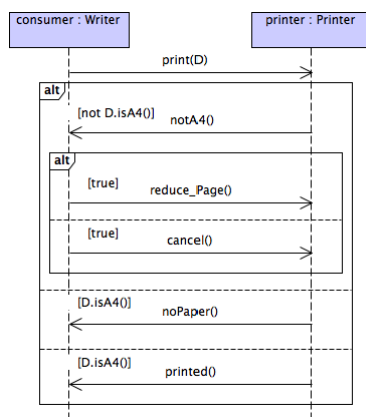 consumer : Writer
printer : Printer
print(D)
alt
[not D.isA4()]
notA4()
alt
[true]
reduce_Page()
[true]
cancel()
[D.isA4()]
noPaper()
[D.isA4()]
printed()